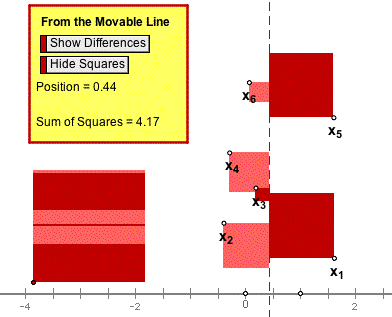 From the Movable Line
Show Differences
Hide Squares
Position = 0.44
Sum of Squares = 4.17
x6
x5
x4
x3
x2
x1
-4
-2
0
2